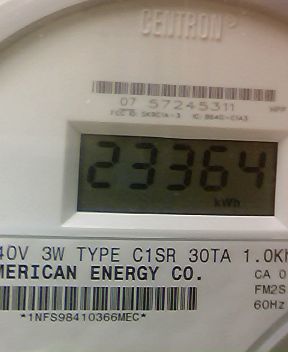 CENTRON
07 57245311
23364
kWh
40V 3W TYPE C1SR 30TA 1.0Kh
MERICAN ENERGY CO.
CA 0
FM2S
60Hz
*1NFS98410366MEC*